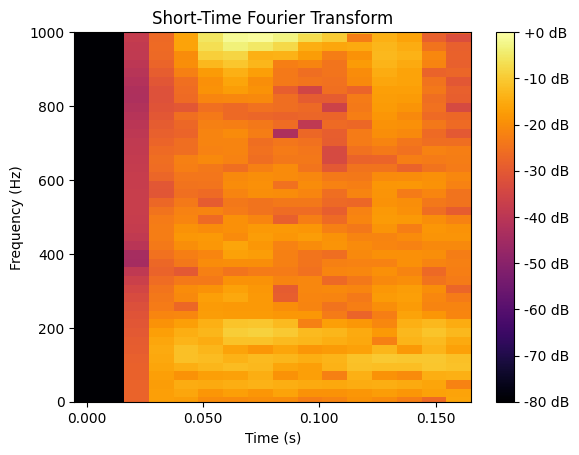 Short-Time Fourier Transform
1000
800
600
400
200
0
Frequency (Hz)
0.000
0.050
0.100
0.150
Time (s)
+0 dB
-10 dB
-20 dB
-30 dB
-40 dB
-50 dB
-60 dB
-70 dB
-80 dB